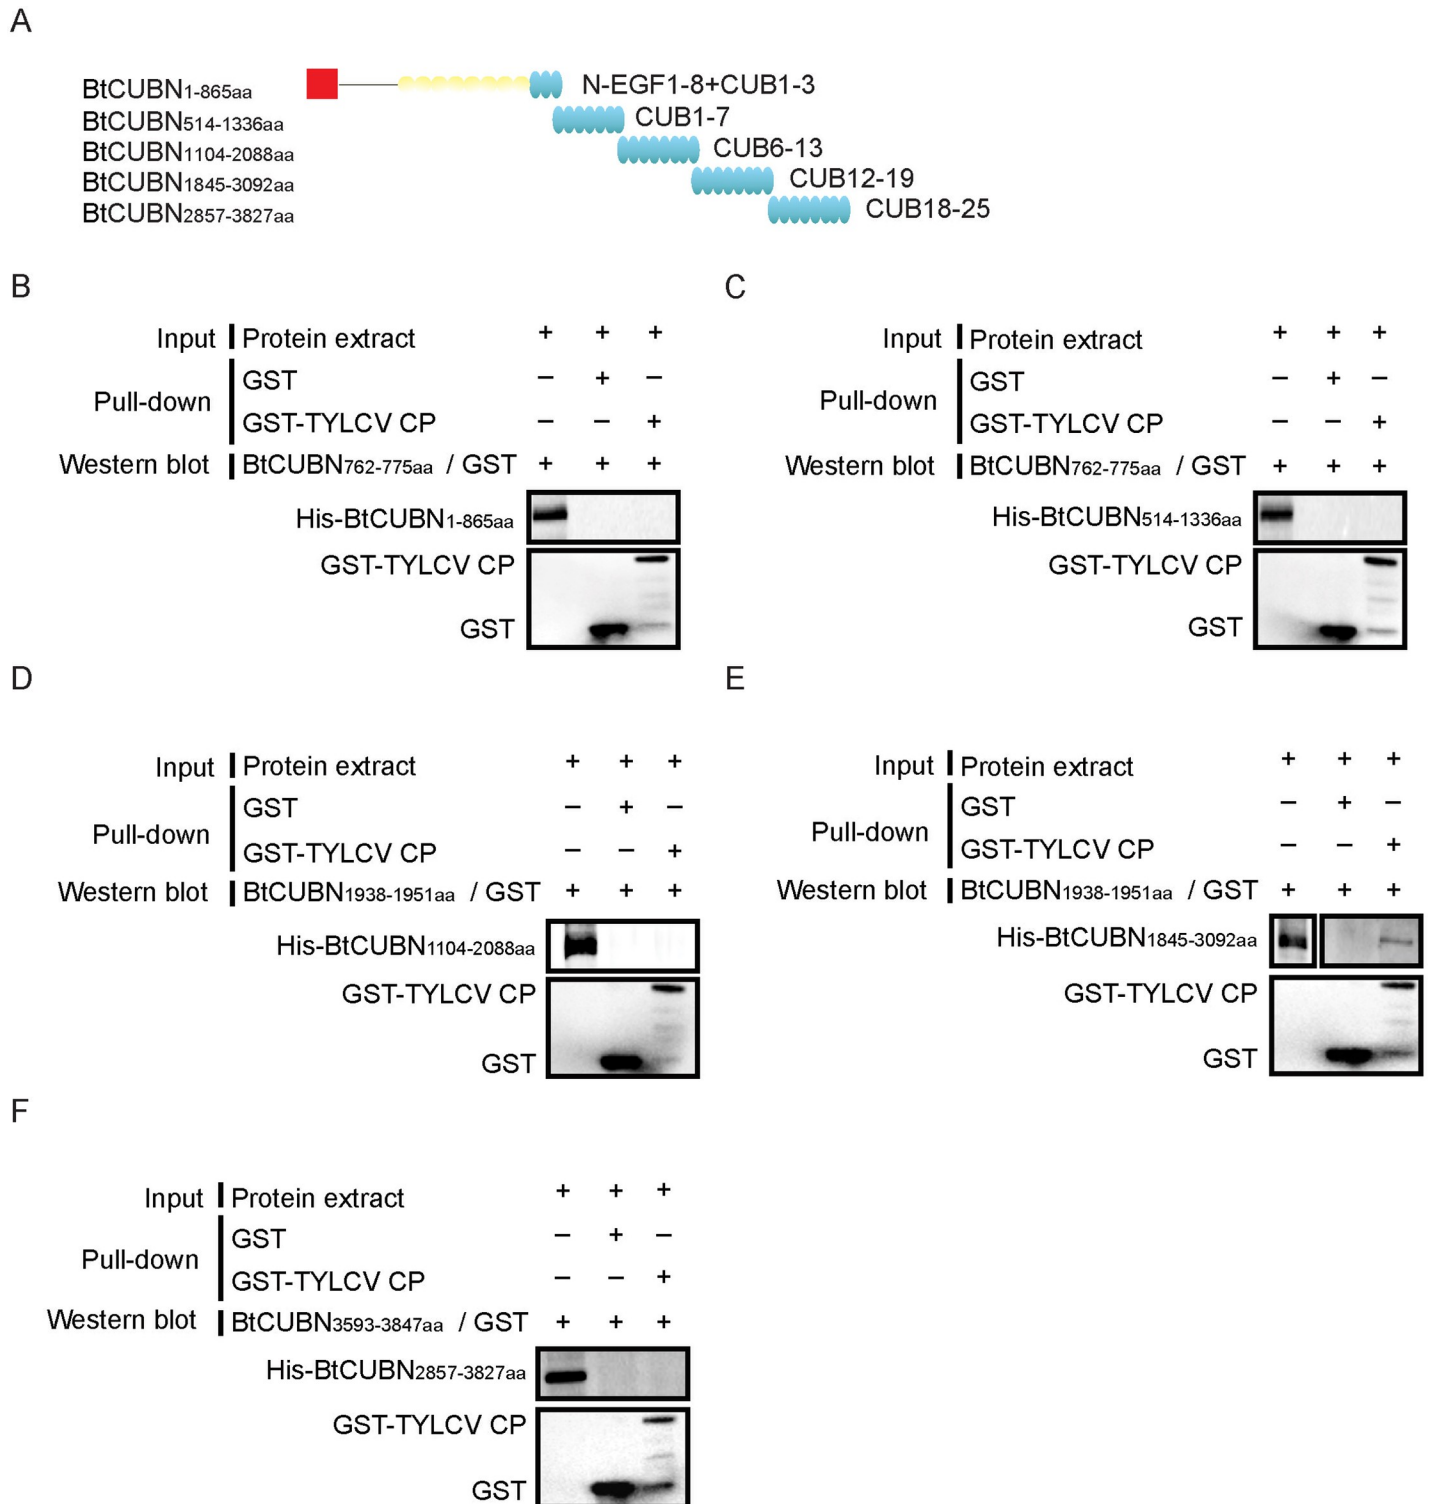 A
BtCUBN1-865aa N-EGF1-8+CUB1-3
BtCUBN514-1336aa CUB1-7
BtCUBN1104-2088aa CUB6-13
BtCUBN1845-3092aa CUB12-19
BtCUBN2857-3827aa CUB18-25
B
Input Protein extract + + +
GST − + −
Pull-down
GST-TYLCV CP − − +
Western blot BtCUBN762-775aa / GST + + +
His-BtCUBN1-865aa
GST-TYLCV CP
GST
C
Input Protein extract + + +
GST − + −
Pull-down
GST-TYLCV CP − − +
Western blot BtCUBN762-775aa / GST + + +
His-BtCUBN514-1336aa
GST-TYLCV CP
GST
D
Input Protein extract + + +
GST − + −
Pull-down
GST-TYLCV CP − − +
Western blot BtCUBN1938-1951aa / GST + + +
His-BtCUBN1104-2088aa
GST-TYLCV CP
GST
E
Input Protein extract + + +
GST − + −
Pull-down
GST-TYLCV CP − − +
Western blot BtCUBN1938-1951aa / GST + + +
His-BtCUBN1845-3092aa
GST-TYLCV CP
GST
F
Input Protein extract + + +
GST − + −
Pull-down
GST-TYLCV CP − − +
Western blot BtCUBN3593-3847aa / GST + + +
His-BtCUBN2857-3827aa
GST-TYLCV CP
GST